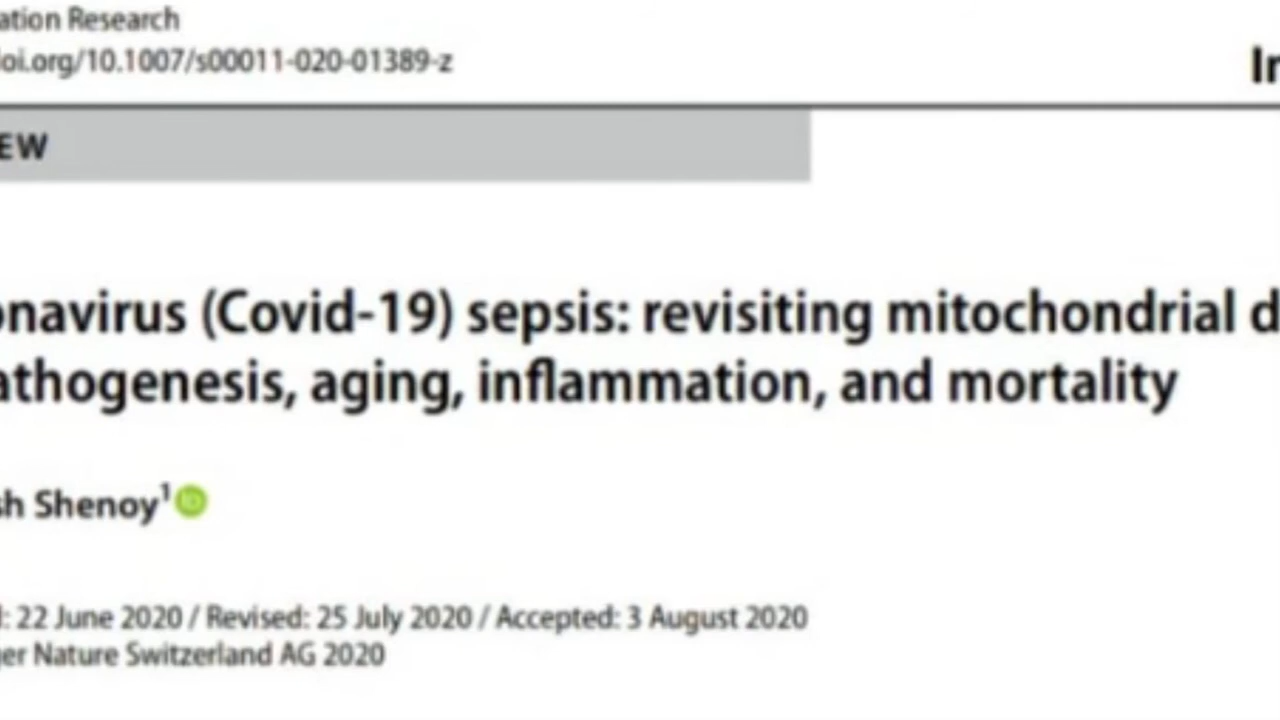 ation Research
doi.org/10.1007/s00011-020-01389-z
In
EW
onavirus (Covid-19) sepsis: revisiting mitochondrial d
athogenesis, aging, inflammation, and mortality
sh Shenoy1
d: 22 June 2020 / Revised: 25 July 2020 / Accepted: 3 August 2020
ger Nature Switzerland AG 2020